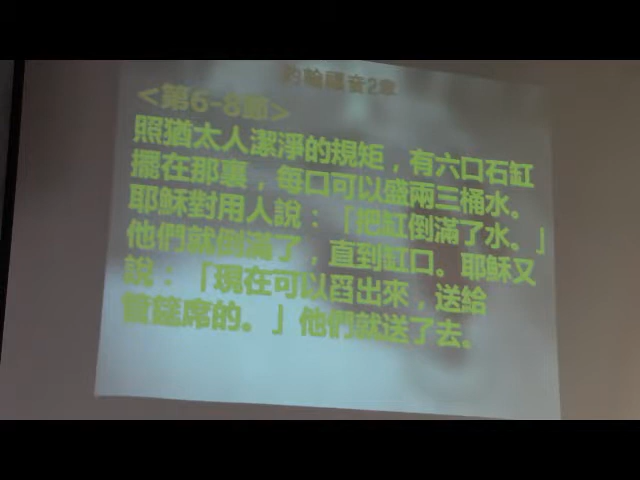 約翰福音2章
<第6-8節>
照猶太人潔淨的規矩，有六口石缸
擺在那裏，每口可以盛兩三桶水。
耶穌對用人說：「把缸倒滿了水。」
他們就倒滿了，直到缸口。耶穌又
說：「現在可以舀出來，送給
管筵席的。」他們就送了去。